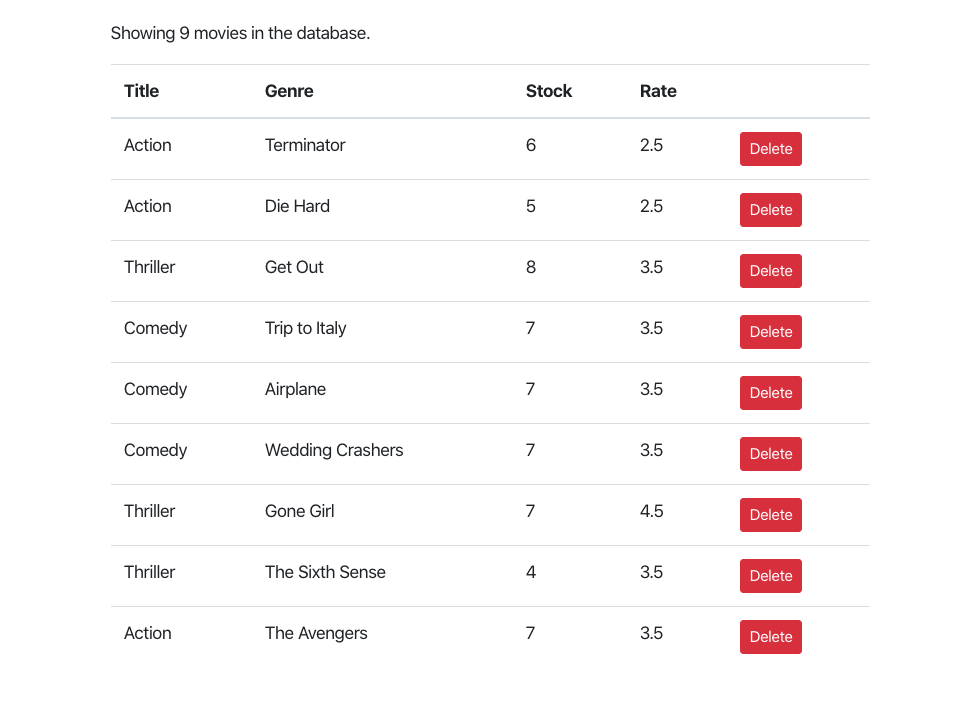 Showing 9 movies in the database.
Title Genre Stock Rate
Action Terminator 6 2.5 Delete
Action Die Hard 5 2.5 Delete
Thriller Get Out 8 3.5 Delete
Comedy Trip to Italy 7 3.5 Delete
Comedy Airplane 7 3.5 Delete
Comedy Wedding Crashers 7 3.5 Delete
Thriller Gone Girl 7 4.5 Delete
Thriller The Sixth Sense 4 3.5 Delete
Action The Avengers 7 3.5 Delete